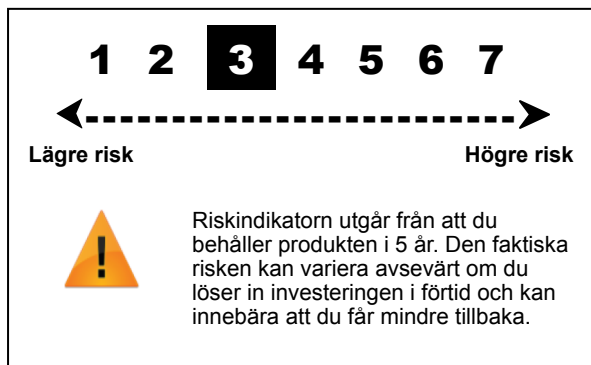 1 2 3 4 5 6 7
Lägre risk Högre risk
Riskindikatorn utgår från att du
behåller produkten i 5 år. Den faktiska
risken kan variera avsevärt om du
löser in investeringen i förtid och kan
innebära att du får mindre tillbaka.